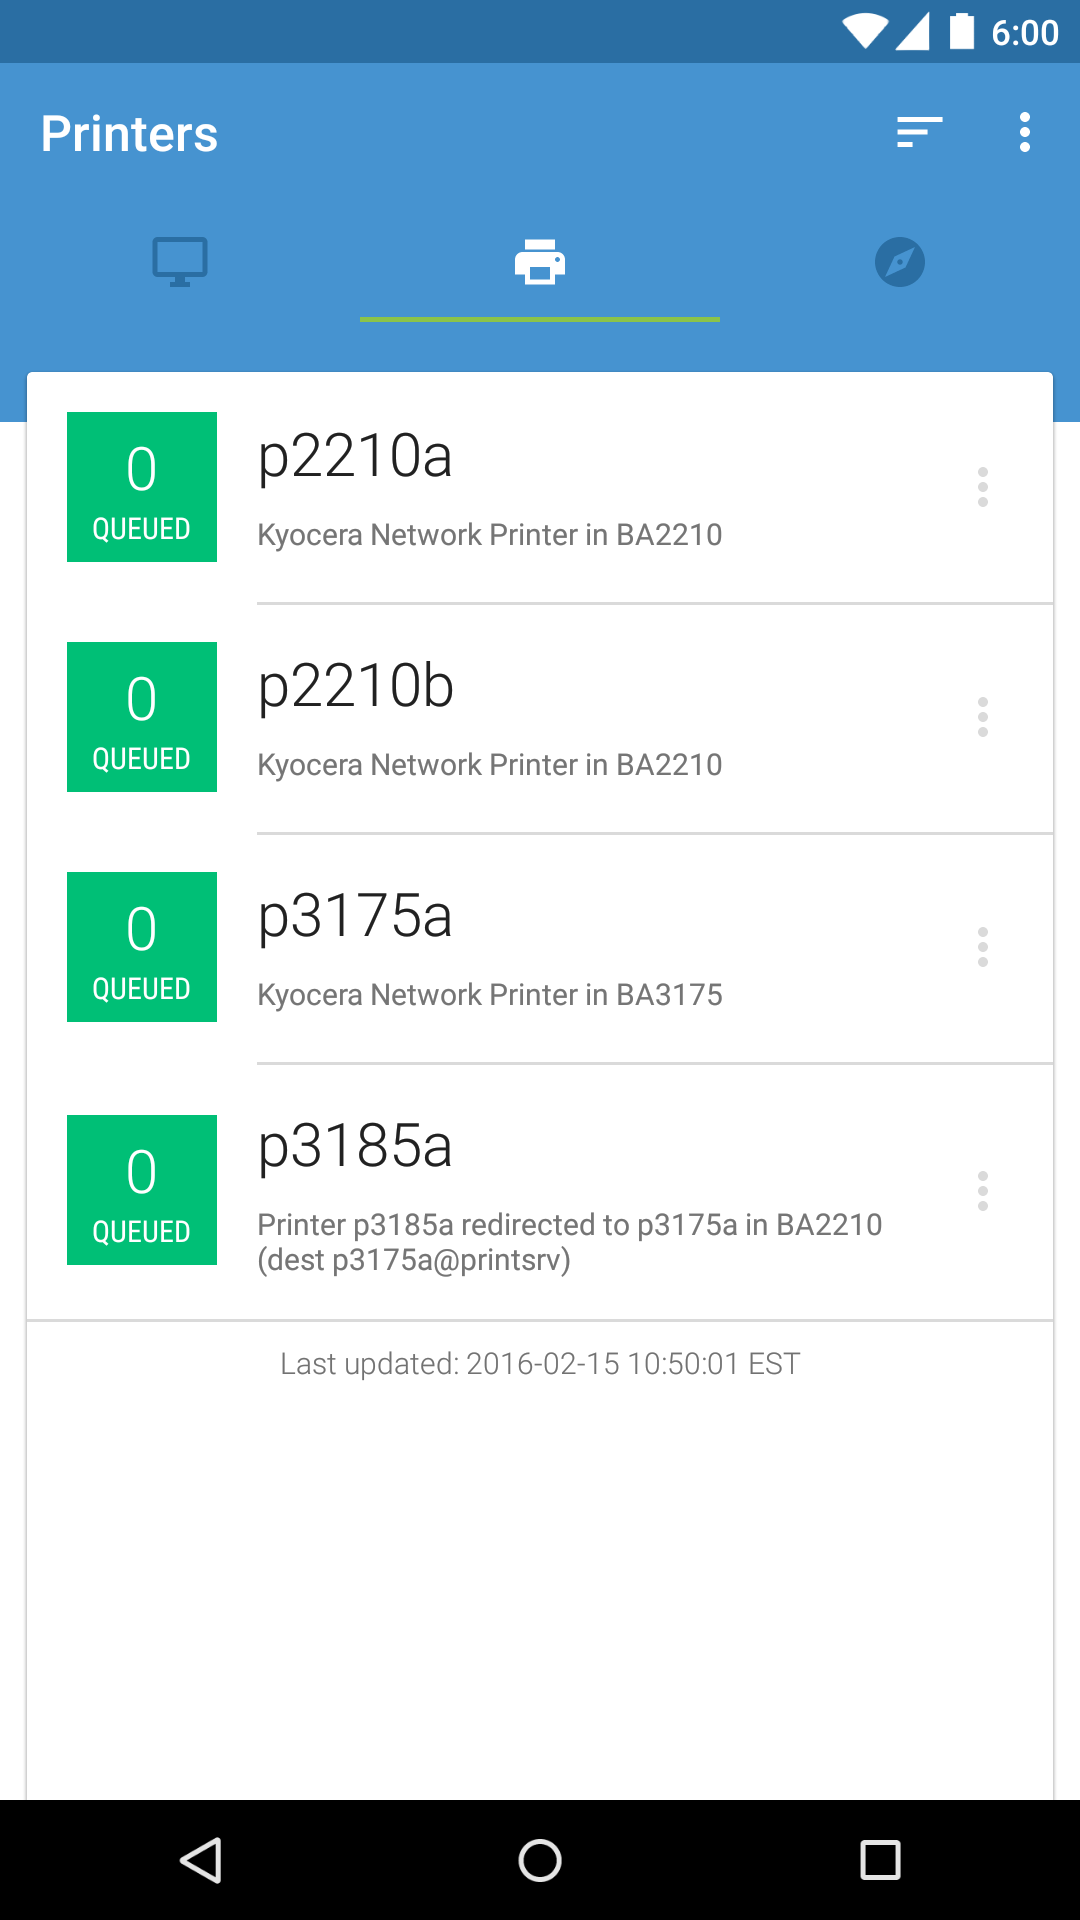 6:00
Printers
0
QUEUED
p2210a
Kyocera Network Printer in BA2210
0
QUEUED
p2210b
Kyocera Network Printer in BA2210
0
QUEUED
p3175a
Kyocera Network Printer in BA3175
0
QUEUED
p3185a
Printer p3185a redirected to p3175a in BA2210
(dest p3175a@printsrv)
Last updated: 2016-02-15 10:50:01 EST